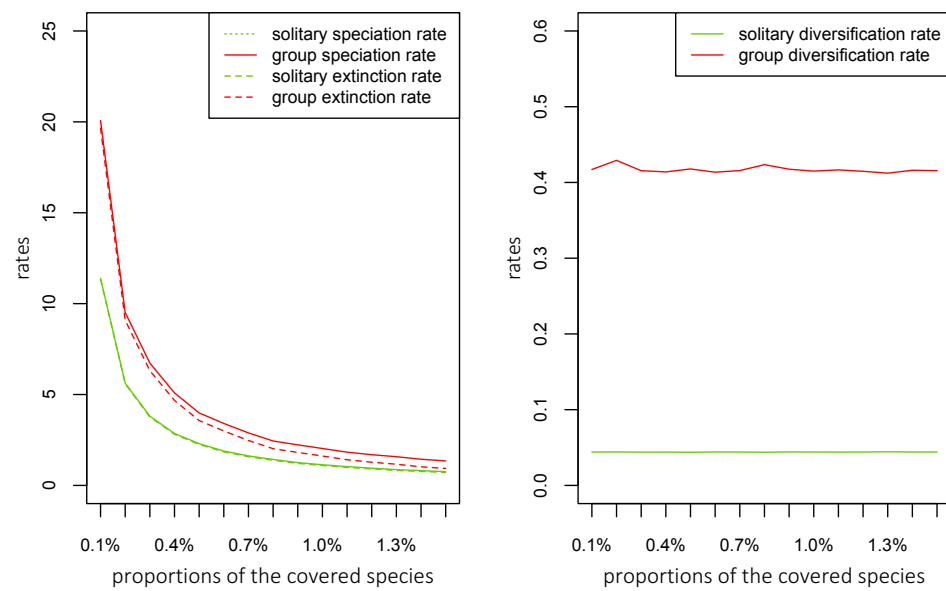 solitary speciation rate
group speciation rate
solitary extinction rate
group extinction rate
25
20
15
10
5
0
rates
0.1% 0.4% 0.7% 1.0% 1.3%
proportions of the covered species
solitary diversification rate
group diversification rate
0.6
0.5
0.4
0.3
0.2
0.1
0.0
rates
0.1% 0.4% 0.7% 1.0% 1.3%
proportions of the covered species